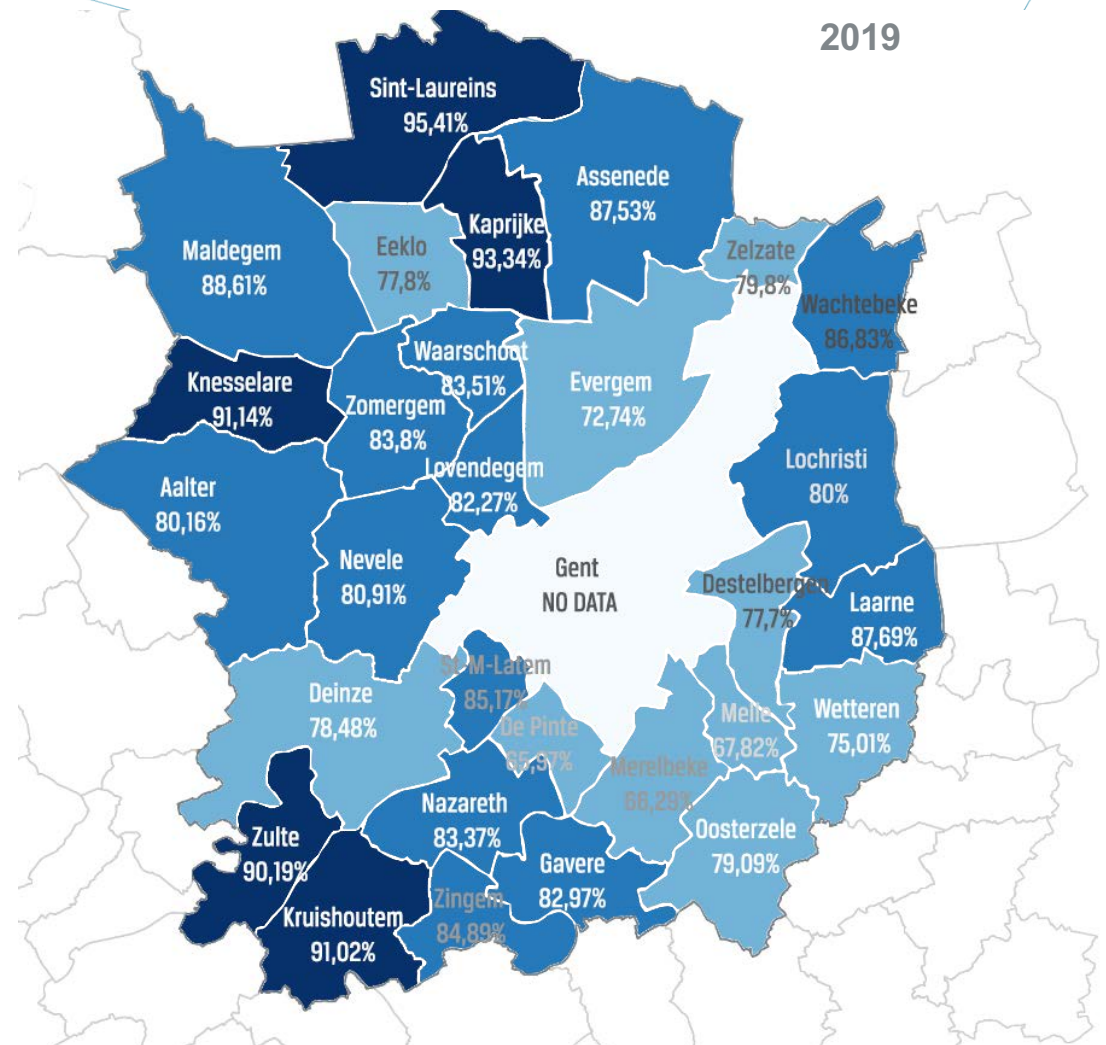 2019
Sint-Laureins
95,41%
Assenede
87,53%
Kaprijke
93,34%
Maldegem
88,61%
Eeklo
77,8%
Zelzate
79,8%
Wachtebeke
86,83%
Waarschoot
83,51%
Knesselare
91,14%
Zomergem
83,8%
Evergem
72,74%
Lovendegem
82,27%
Lochristi
80%
Aalter
80,16%
Nevele
80,91%
Gent
NO DATA
Destelbergen
77,7%
Laarne
87,69%
St-M-Latem
85,17%
Deinze
78,48%
De Pinte
65,97%
Melle
67,82%
Wetteren
75,01%
Merelbeke
66,29%
Nazareth
83,37%
Oosterzele
79,09%
Zulte
90,19%
Gavere
82,97%
Zingem
84,89%
Kruishoutem
91,02%